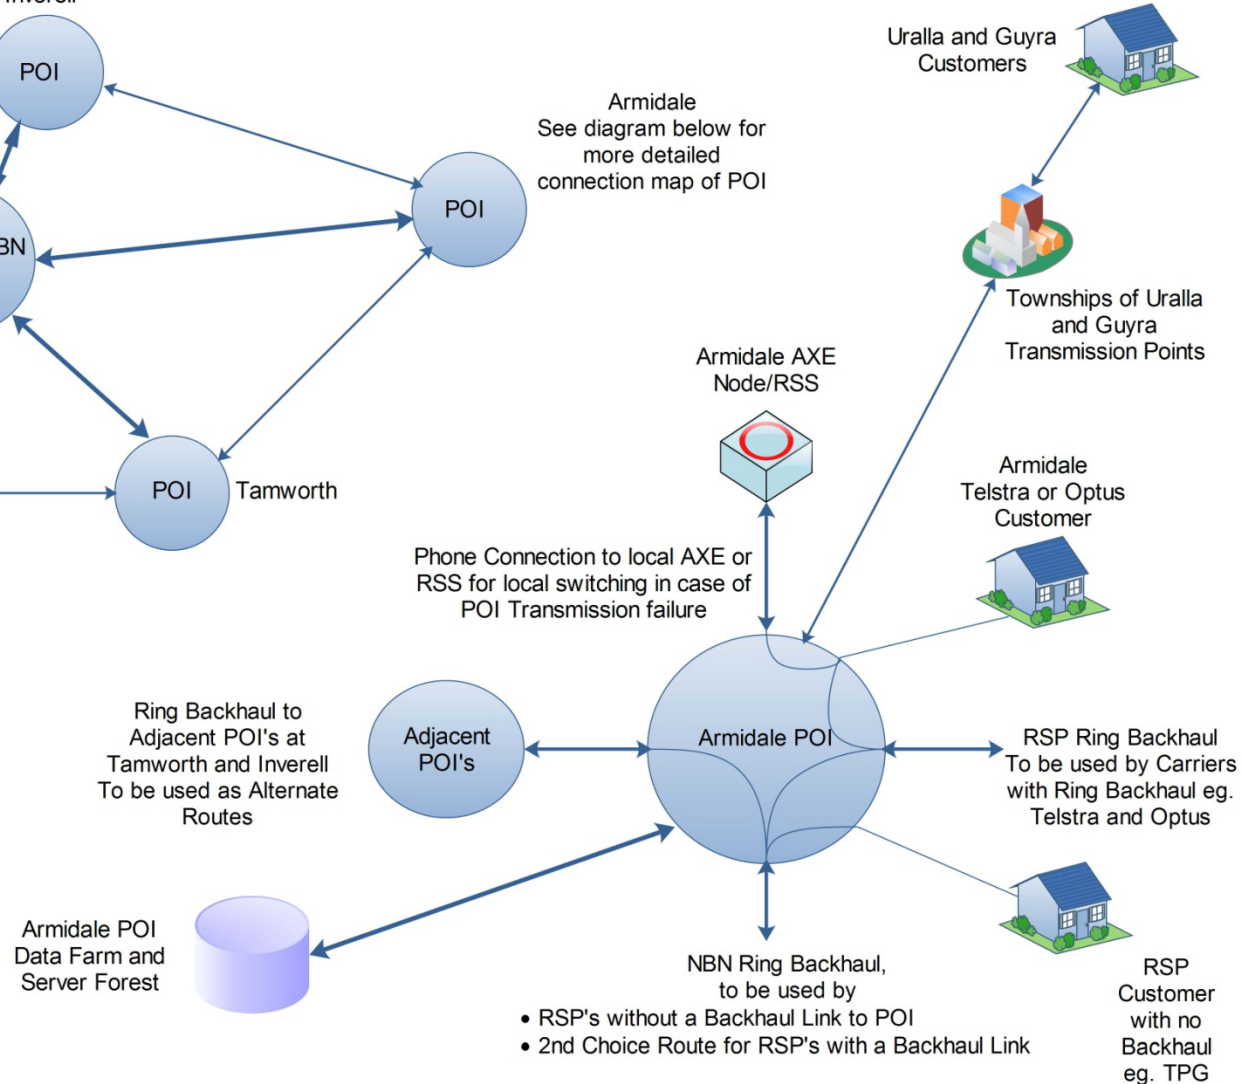 POI
Armidale
See diagram below for
more detailed
connection map of POI
POI
POI
Tamworth
Uralla and Guyra
Customers
Townships of Uralla
and Guyra
Transmission Points
Armidale AXE
Node/RSS
Armidale
Telstra or Optus
Customer
Phone Connection to local AXE or
RSS for local switching in case of
POI Transmission failure
Ring Backhaul to
Adjacent POI's at
Tamworth and Inverell
To be used as Alternate
Routes
Adjacent
POI's
Armidale POI
RSP Ring Backhaul
To be used by Carriers
with Ring Backhaul eg.
Telstra and Optus
Armidale POI
Data Farm and
Server Forest
NBN Ring Backhaul,
to be used by
• RSP's without a Backhaul Link to POI
• 2nd Choice Route for RSP's with a Backhaul Link
RSP
Customer
with no
Backhaul
eg. TPG